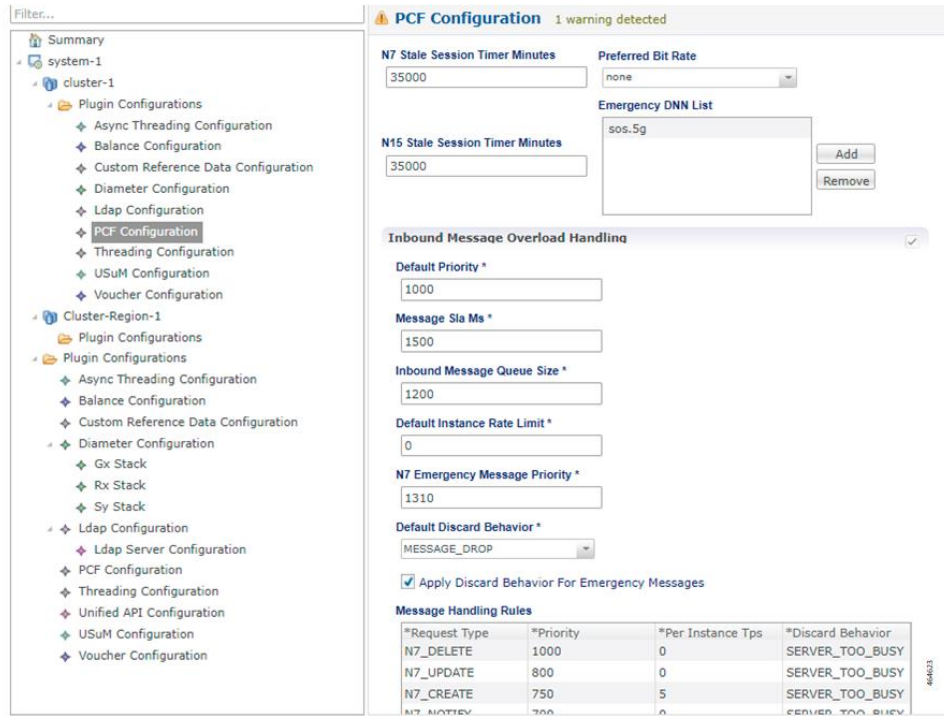 Filter...
Summary
system-1
cluster-1
Plugin Configurations
Async Threading Configuration
Balance Configuration
Custom Reference Data Configuration
Diameter Configuration
Ldap Configuration
PCF Configuration
Threading Configuration
USuM Configuration
Voucher Configuration
Cluster-Region-1
Plugin Configurations
Plugin Configurations
Async Threading Configuration
Balance Configuration
Custom Reference Data Configuration
Diameter Configuration
Gx Stack
Rx Stack
Sy Stack
Ldap Configuration
Ldap Server Configuration
PCF Configuration
Threading Configuration
Unified API Configuration
USuM Configuration
Voucher Configuration
PCF Configuration 1 warning detected
N7 Stale Session Timer Minutes
35000
Preferred Bit Rate
none
Emergency DNN List
sos.5g
Add
Remove
N15 Stale Session Timer Minutes
35000
Inbound Message Overload Handling
Default Priority *
1000
Message Sla Ms *
1500
Inbound Message Queue Size *
1200
Default Instance Rate Limit *
0
N7 Emergency Message Priority *
1310
Default Discard Behavior *
MESSAGE_DROP
Apply Discard Behavior For Emergency Messages
Message Handling Rules
*Request Type *Priority *Per Instance Tps *Discard Behavior
N7_DELETE 1000 0 SERVER_TOO_BUSY
N7_UPDATE 800 0 SERVER_TOO_BUSY
N7_CREATE 750 5 SERVER_TOO_BUSY
N7_NOTIFY 700 0 SERVER_TOO_BUSY
464623